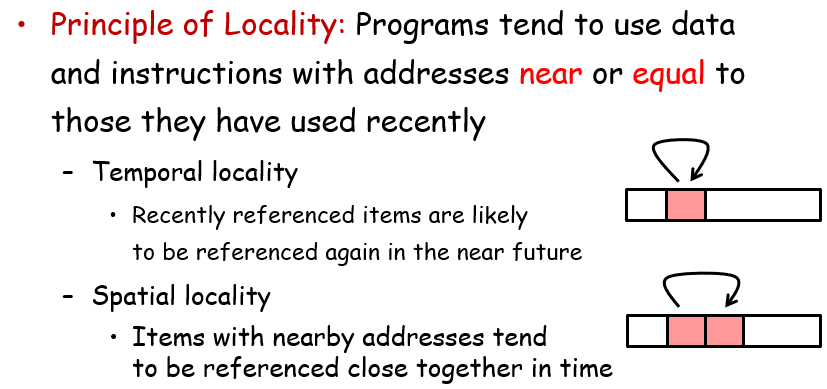 • Principle of Locality: Programs tend to use data
and instructions with addresses near or equal to
those they have used recently
– Temporal locality
• Recently referenced items are likely
to be referenced again in the near future
– Spatial locality
• Items with nearby addresses tend
to be referenced close together in time